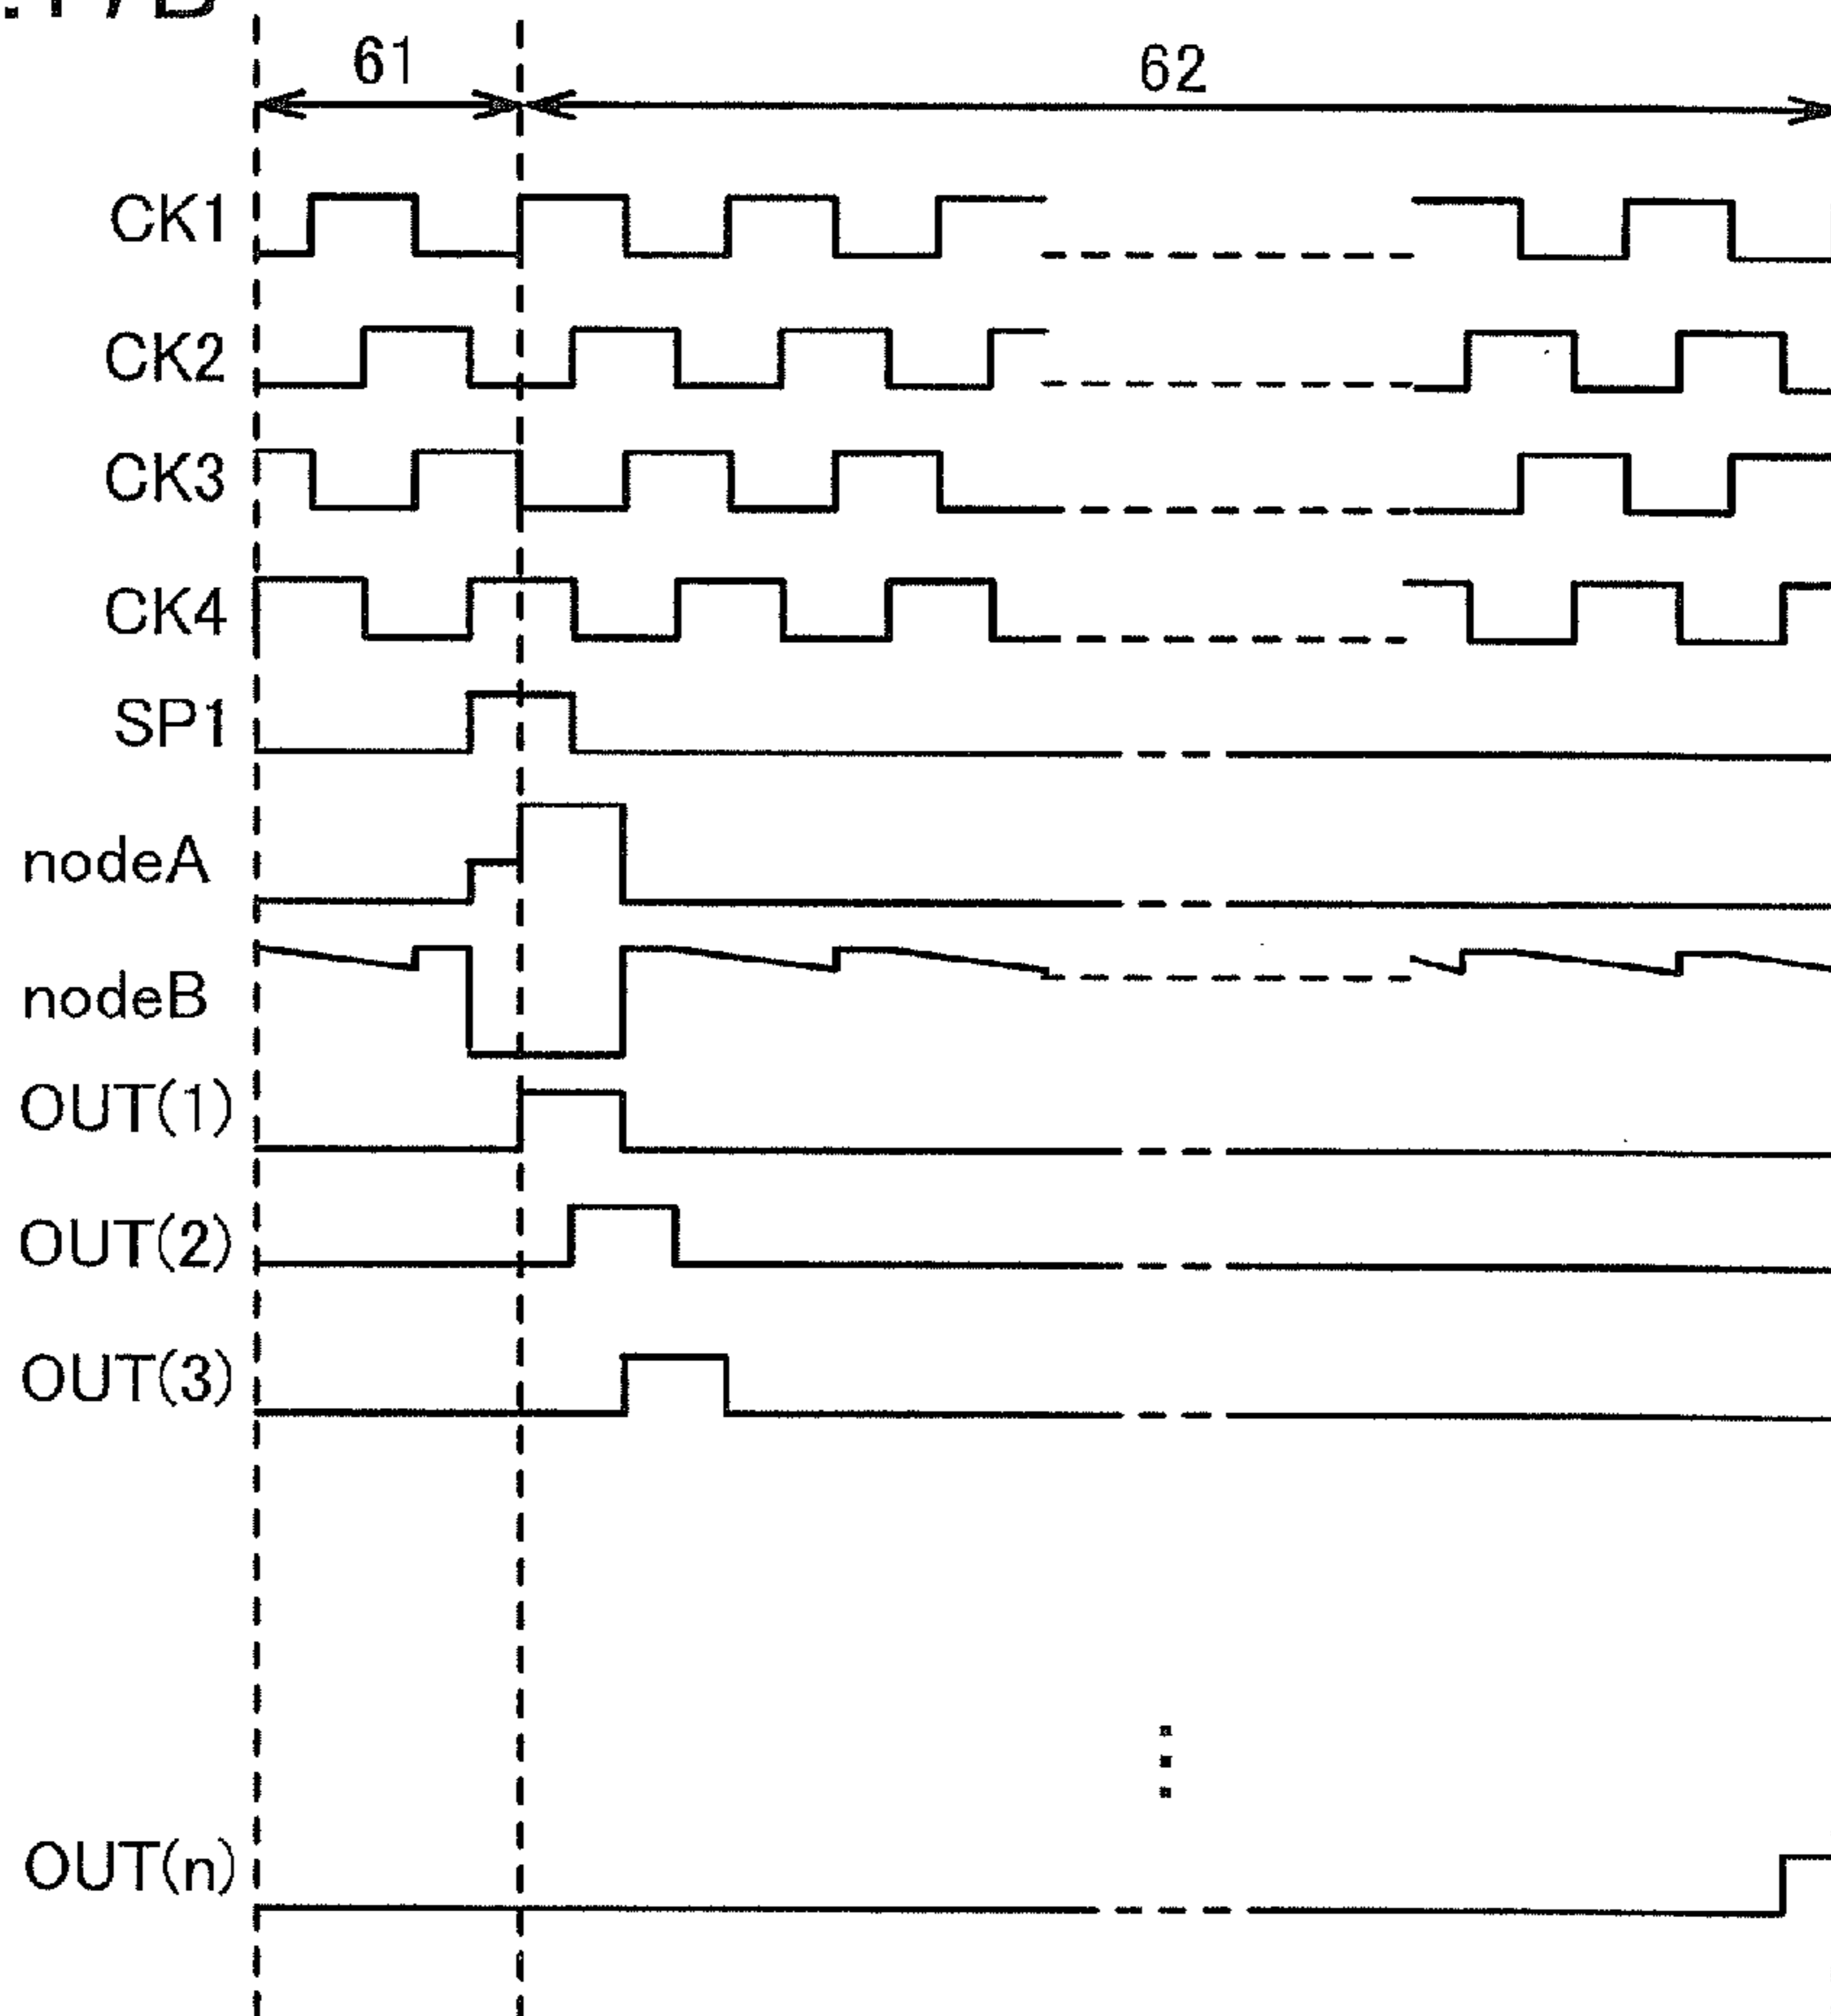 61
62
CK1
CK2
CK3
CK4
SP1
nodeA
nodeB
OUT(1)
OUT(2)
OUT(3)
OUT(n)